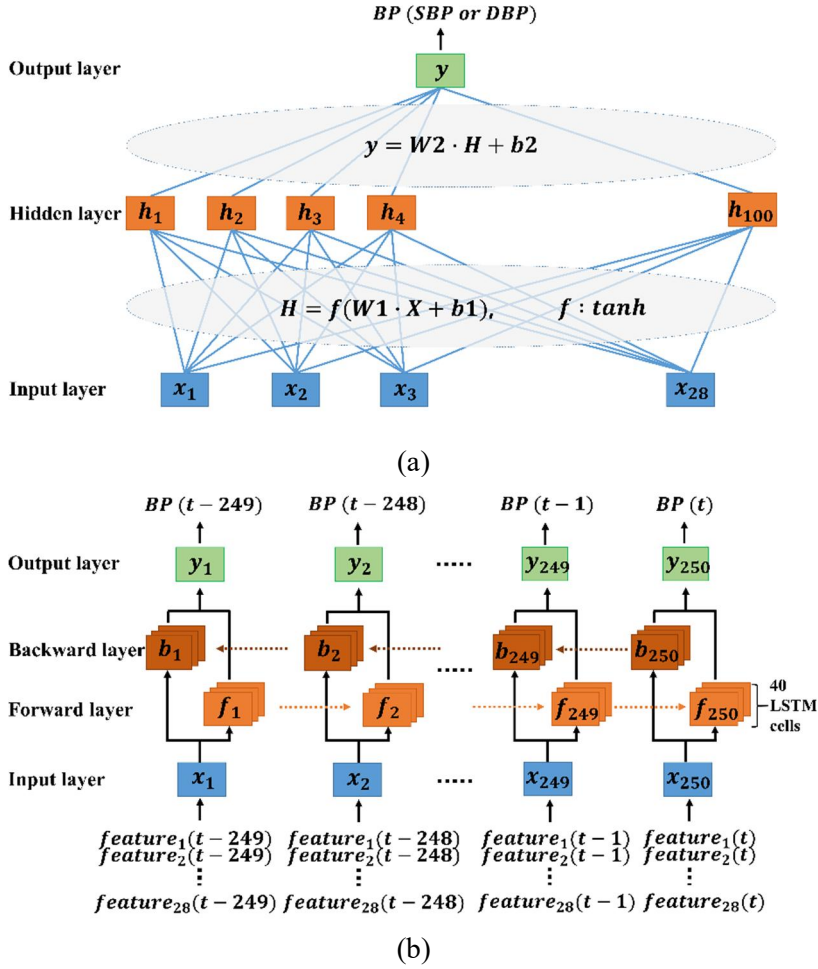 BP (SBP or DBP)
Output layer
y
y = W2 · H + b2
Hidden layer
h₁ h₂ h₃ h₄ h₁₀₀
H = f(W1 · X + b1), f : tanh
Input layer
x₁ x₂ x₃ x₂₈
(a)
BP (t − 249) BP (t − 248) BP (t − 1) BP (t)
Output layer
y₁ y₂ ····· y₂₄₉ y₂₅₀
Backward layer
b₁ b₂ ····· b₂₄₉ b₂₅₀
Forward layer
f₁ f₂ f₂₄₉ f₂₅₀
40
LSTM
cells
Input layer
x₁ x₂ ····· x₂₄₉ x₂₅₀
feature₁(t − 249) feature₁(t − 248) feature₁(t − 1) feature₁(t)
feature₂(t − 249) feature₂(t − 248) feature₂(t − 1) feature₂(t)
⋮ ⋮ ⋮ ⋮
feature₂₈(t − 249) feature₂₈(t − 248) feature₂₈(t − 1) feature₂₈(t)
(b)